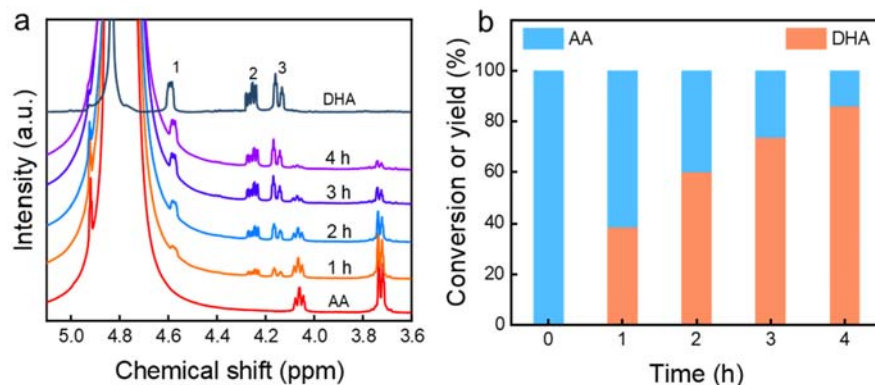 a
Intensity (a.u.)
1
2
3
DHA
4 h
3 h
2 h
1 h
AA
5.0 4.8 4.6 4.4 4.2 4.0 3.8 3.6
Chemical shift (ppm)
b
Conversion or yield (%)
AA DHA
100
80
60
40
20
0
0 1 2 3 4
Time (h)